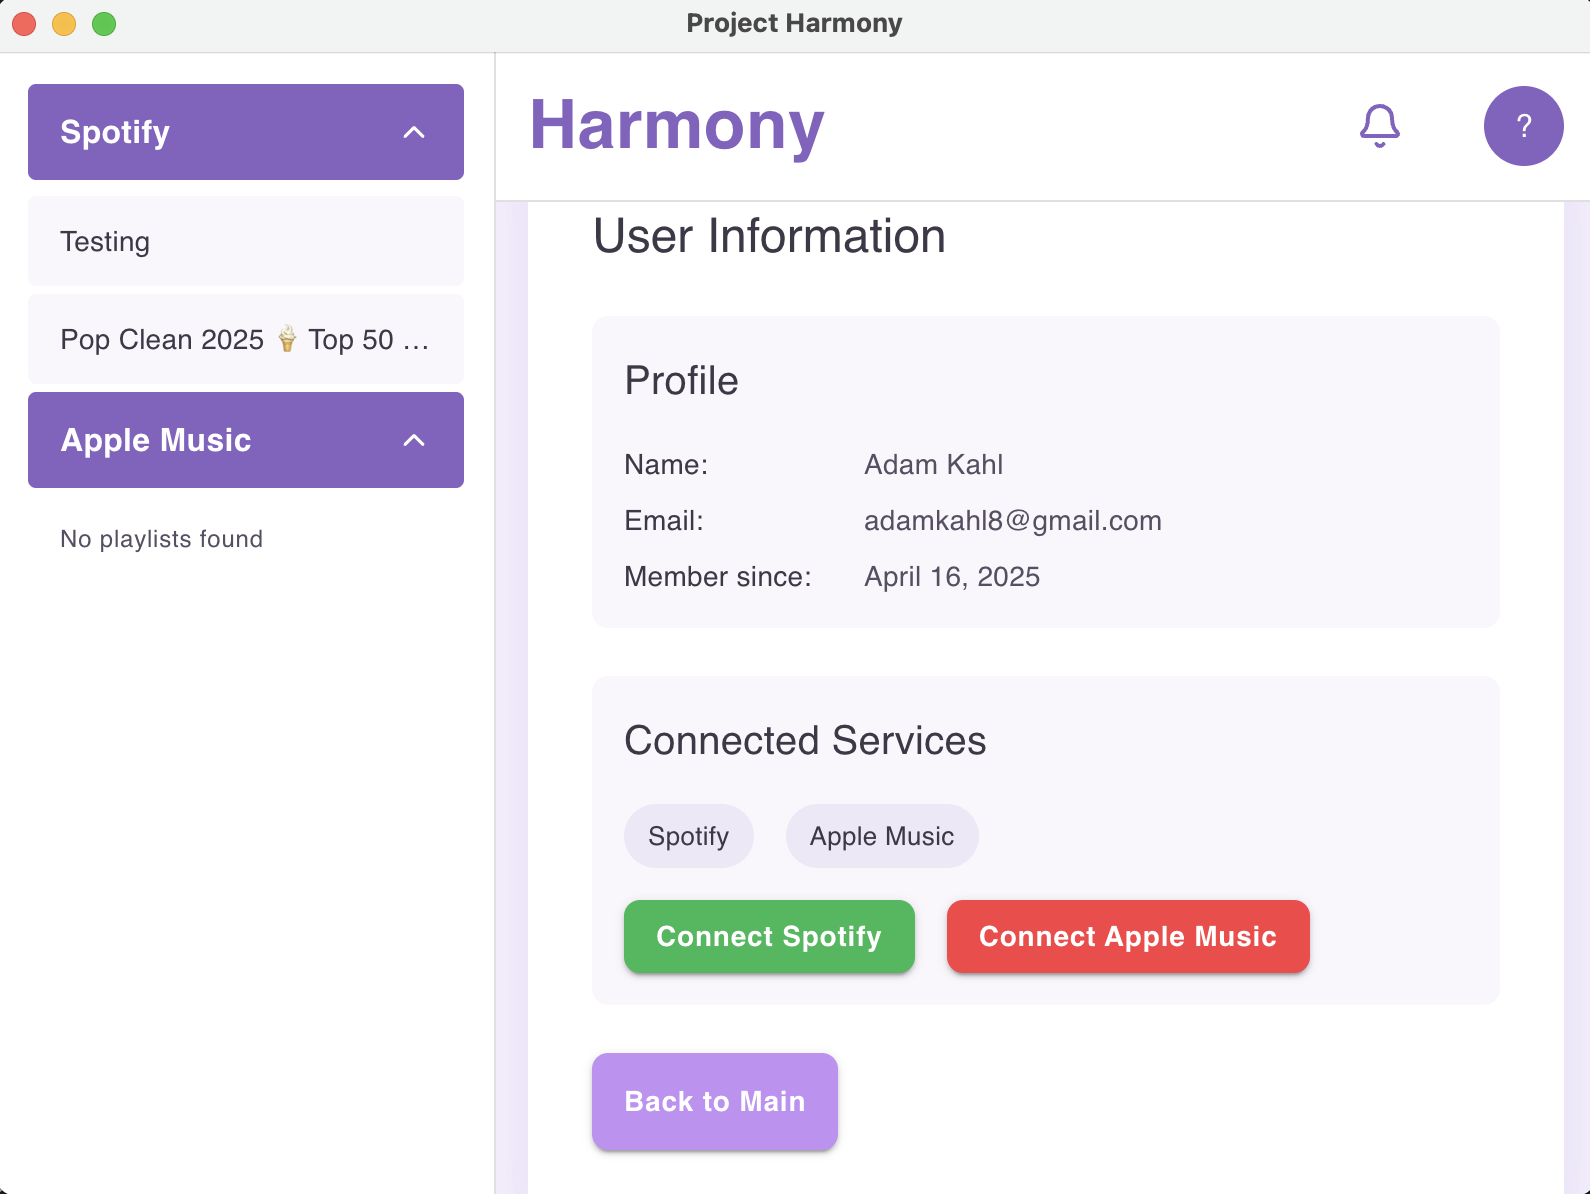 Project Harmony
Spotify
Testing
Pop Clean 2025 🍦 Top 50 ...
Apple Music
No playlists found
Harmony
?
User Information
Profile
Name: Adam Kahl
Email: adamkahl8@gmail.com
Member since: April 16, 2025
Connected Services
Spotify Apple Music
Connect Spotify Connect Apple Music
Back to Main